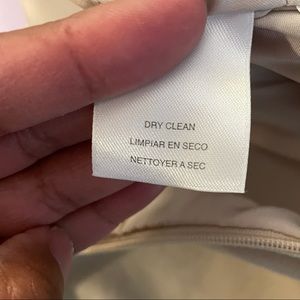 DRY CLEAN
LIMPIAR EN SECO
NETTOYER A SEC